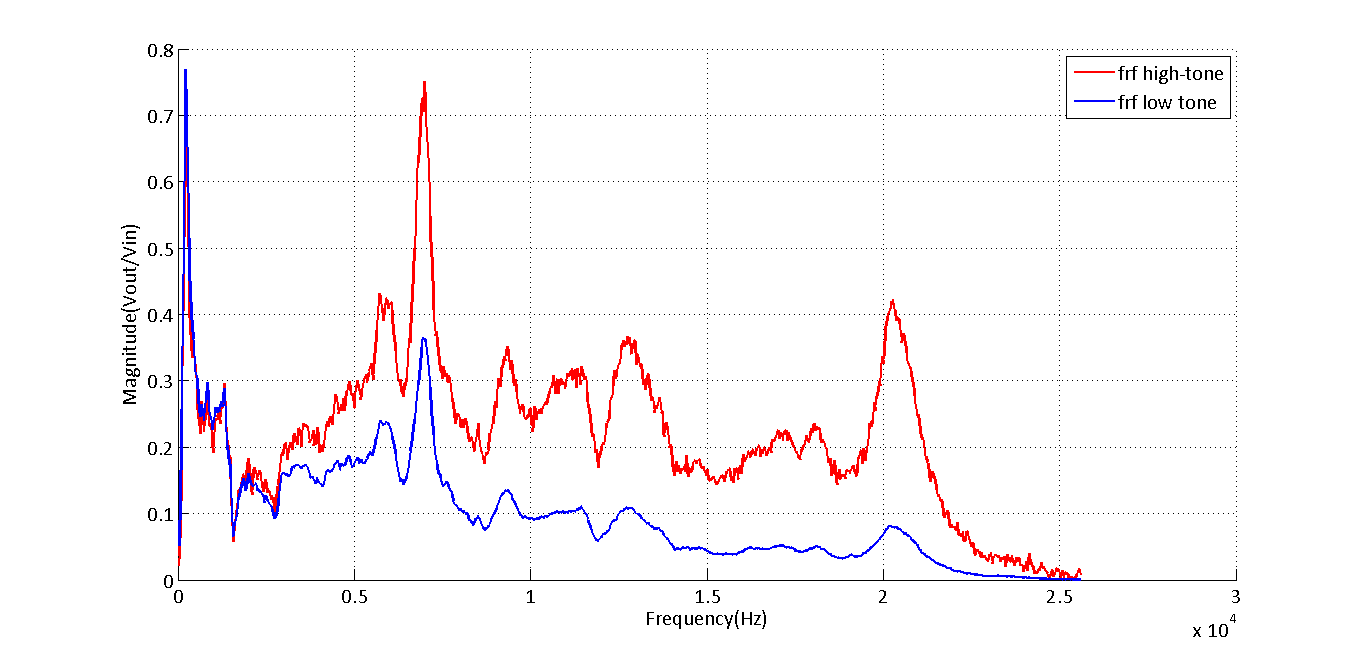 0.8
0.7
0.6
0.5
0.4
0.3
0.2
0.1
0
Magnitude(Vout/Vin)
frf high-tone
frf low tone
0 0.5 1 1.5 2 2.5 3
Frequency(Hz)
x 10^4